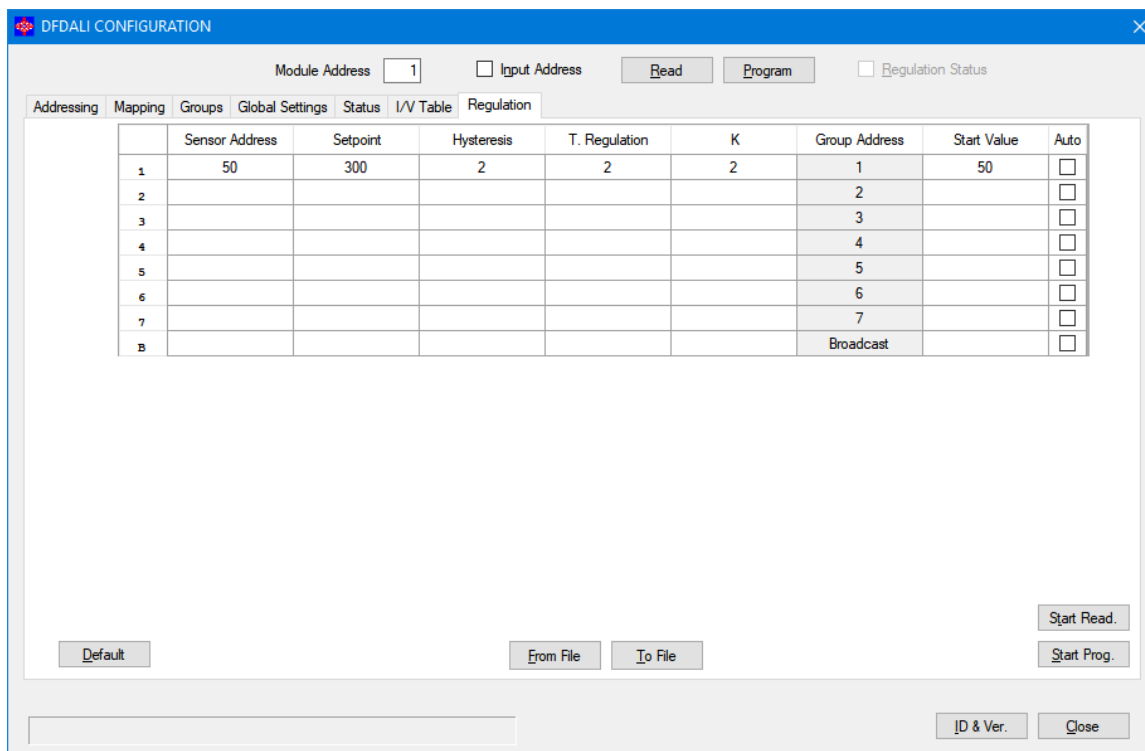 DFDALI CONFIGURATION
Module Address 1 Input Address Read Program Regulation Status
Addressing Mapping Groups Global Settings Status I/V Table Regulation
Sensor Address Setpoint Hysteresis T. Regulation K Group Address Start Value Auto
1 50 300 2 2 2 1 50
2 2
3 3
4 4
5 5
6 6
7 7
B Broadcast
Start Read.
Default From File To File Start Prog.
ID & Ver. Close